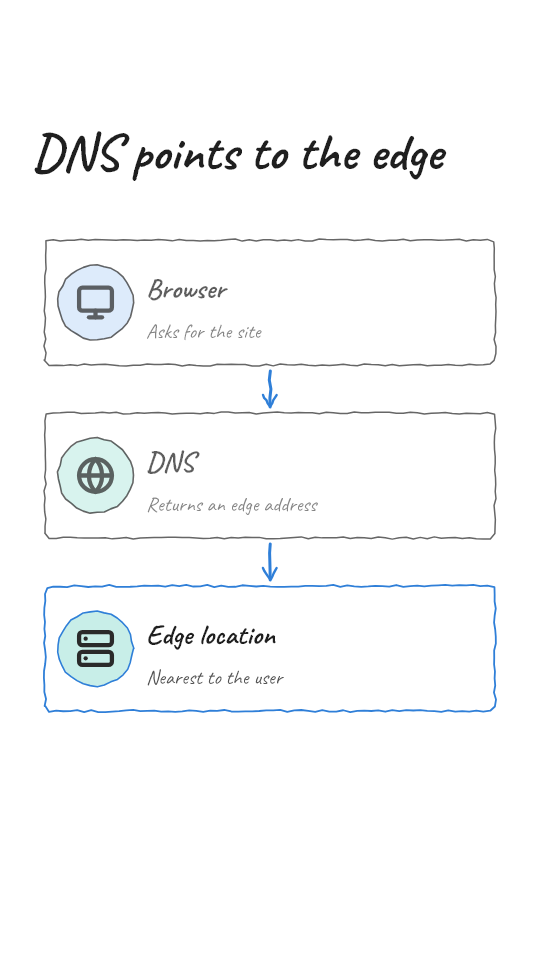 DNS points to the edge
Browser
Asks for the site
DNS
Returns an edge address
Edge location
Nearest to the user